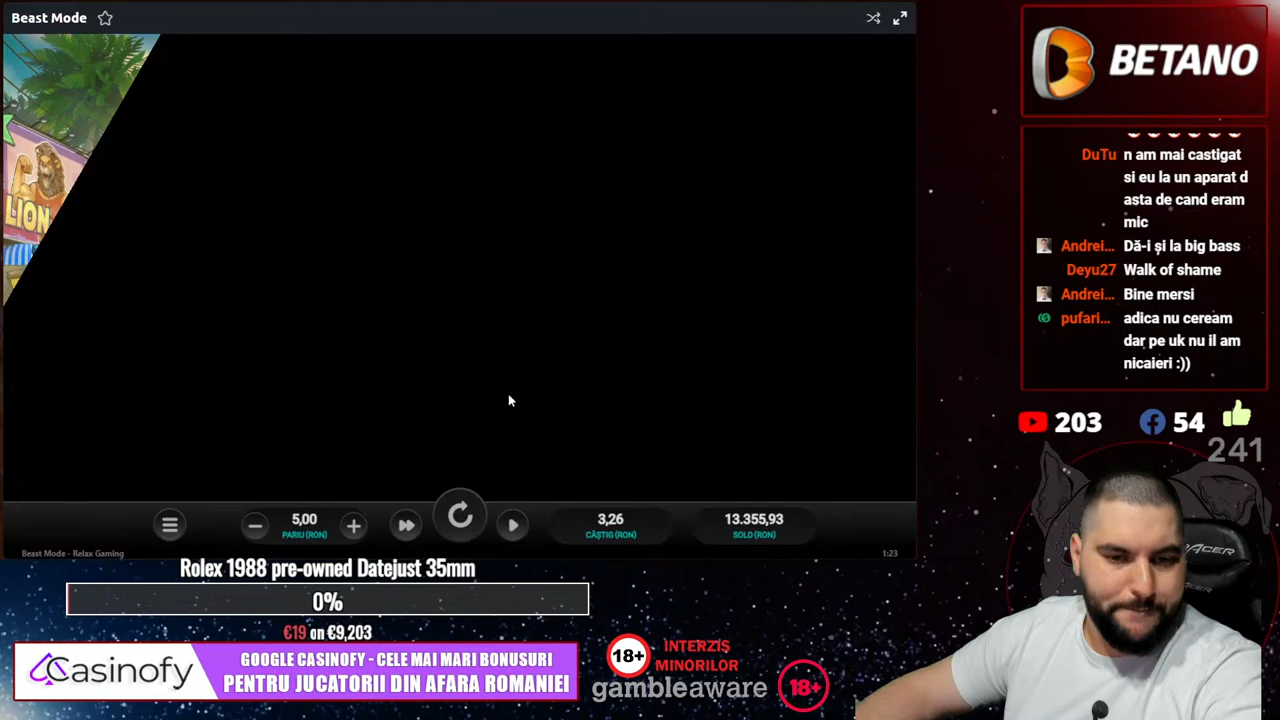 Beast Mode
LION
5,00
PARIU (RON)
3,26
CÂȘTIG (RON)
13.355,93
SOLD (RON)
Beast Mode - Relax Gaming
1:23
Rolex 1988 pre-owned Datejust 35mm
0%
€19 on €9,203
Casinofy
GOOGLE CASINOFY - CELE MAI MARI BONUSURI
PENTRU JUCATORII DIN AFARA ROMANIEI
18+
INTERZIȘ
MINORILOR
gambleaware
18+
BETANO
DuTu n am mai castigat
si eu la un aparat d
asta de cand eram
mic
Andrei... Dă-i și la big bass
Deyu27 Walk of shame
Andrei... Bine mersi
pufari... adica nu ceream
dar pe uk nu il am
nicaieri :))
203
54
241
ACER